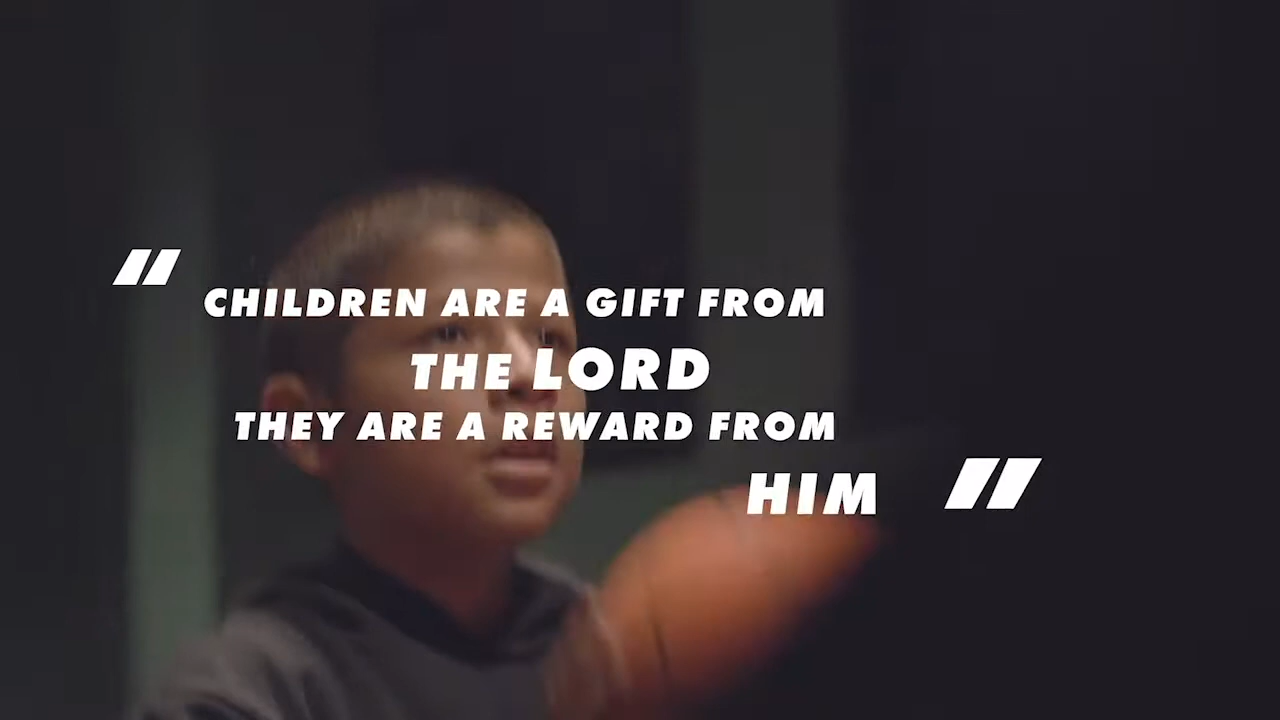 " CHILDREN ARE A GIFT FROM
THE LORD
THEY ARE A REWARD FROM
HIM "